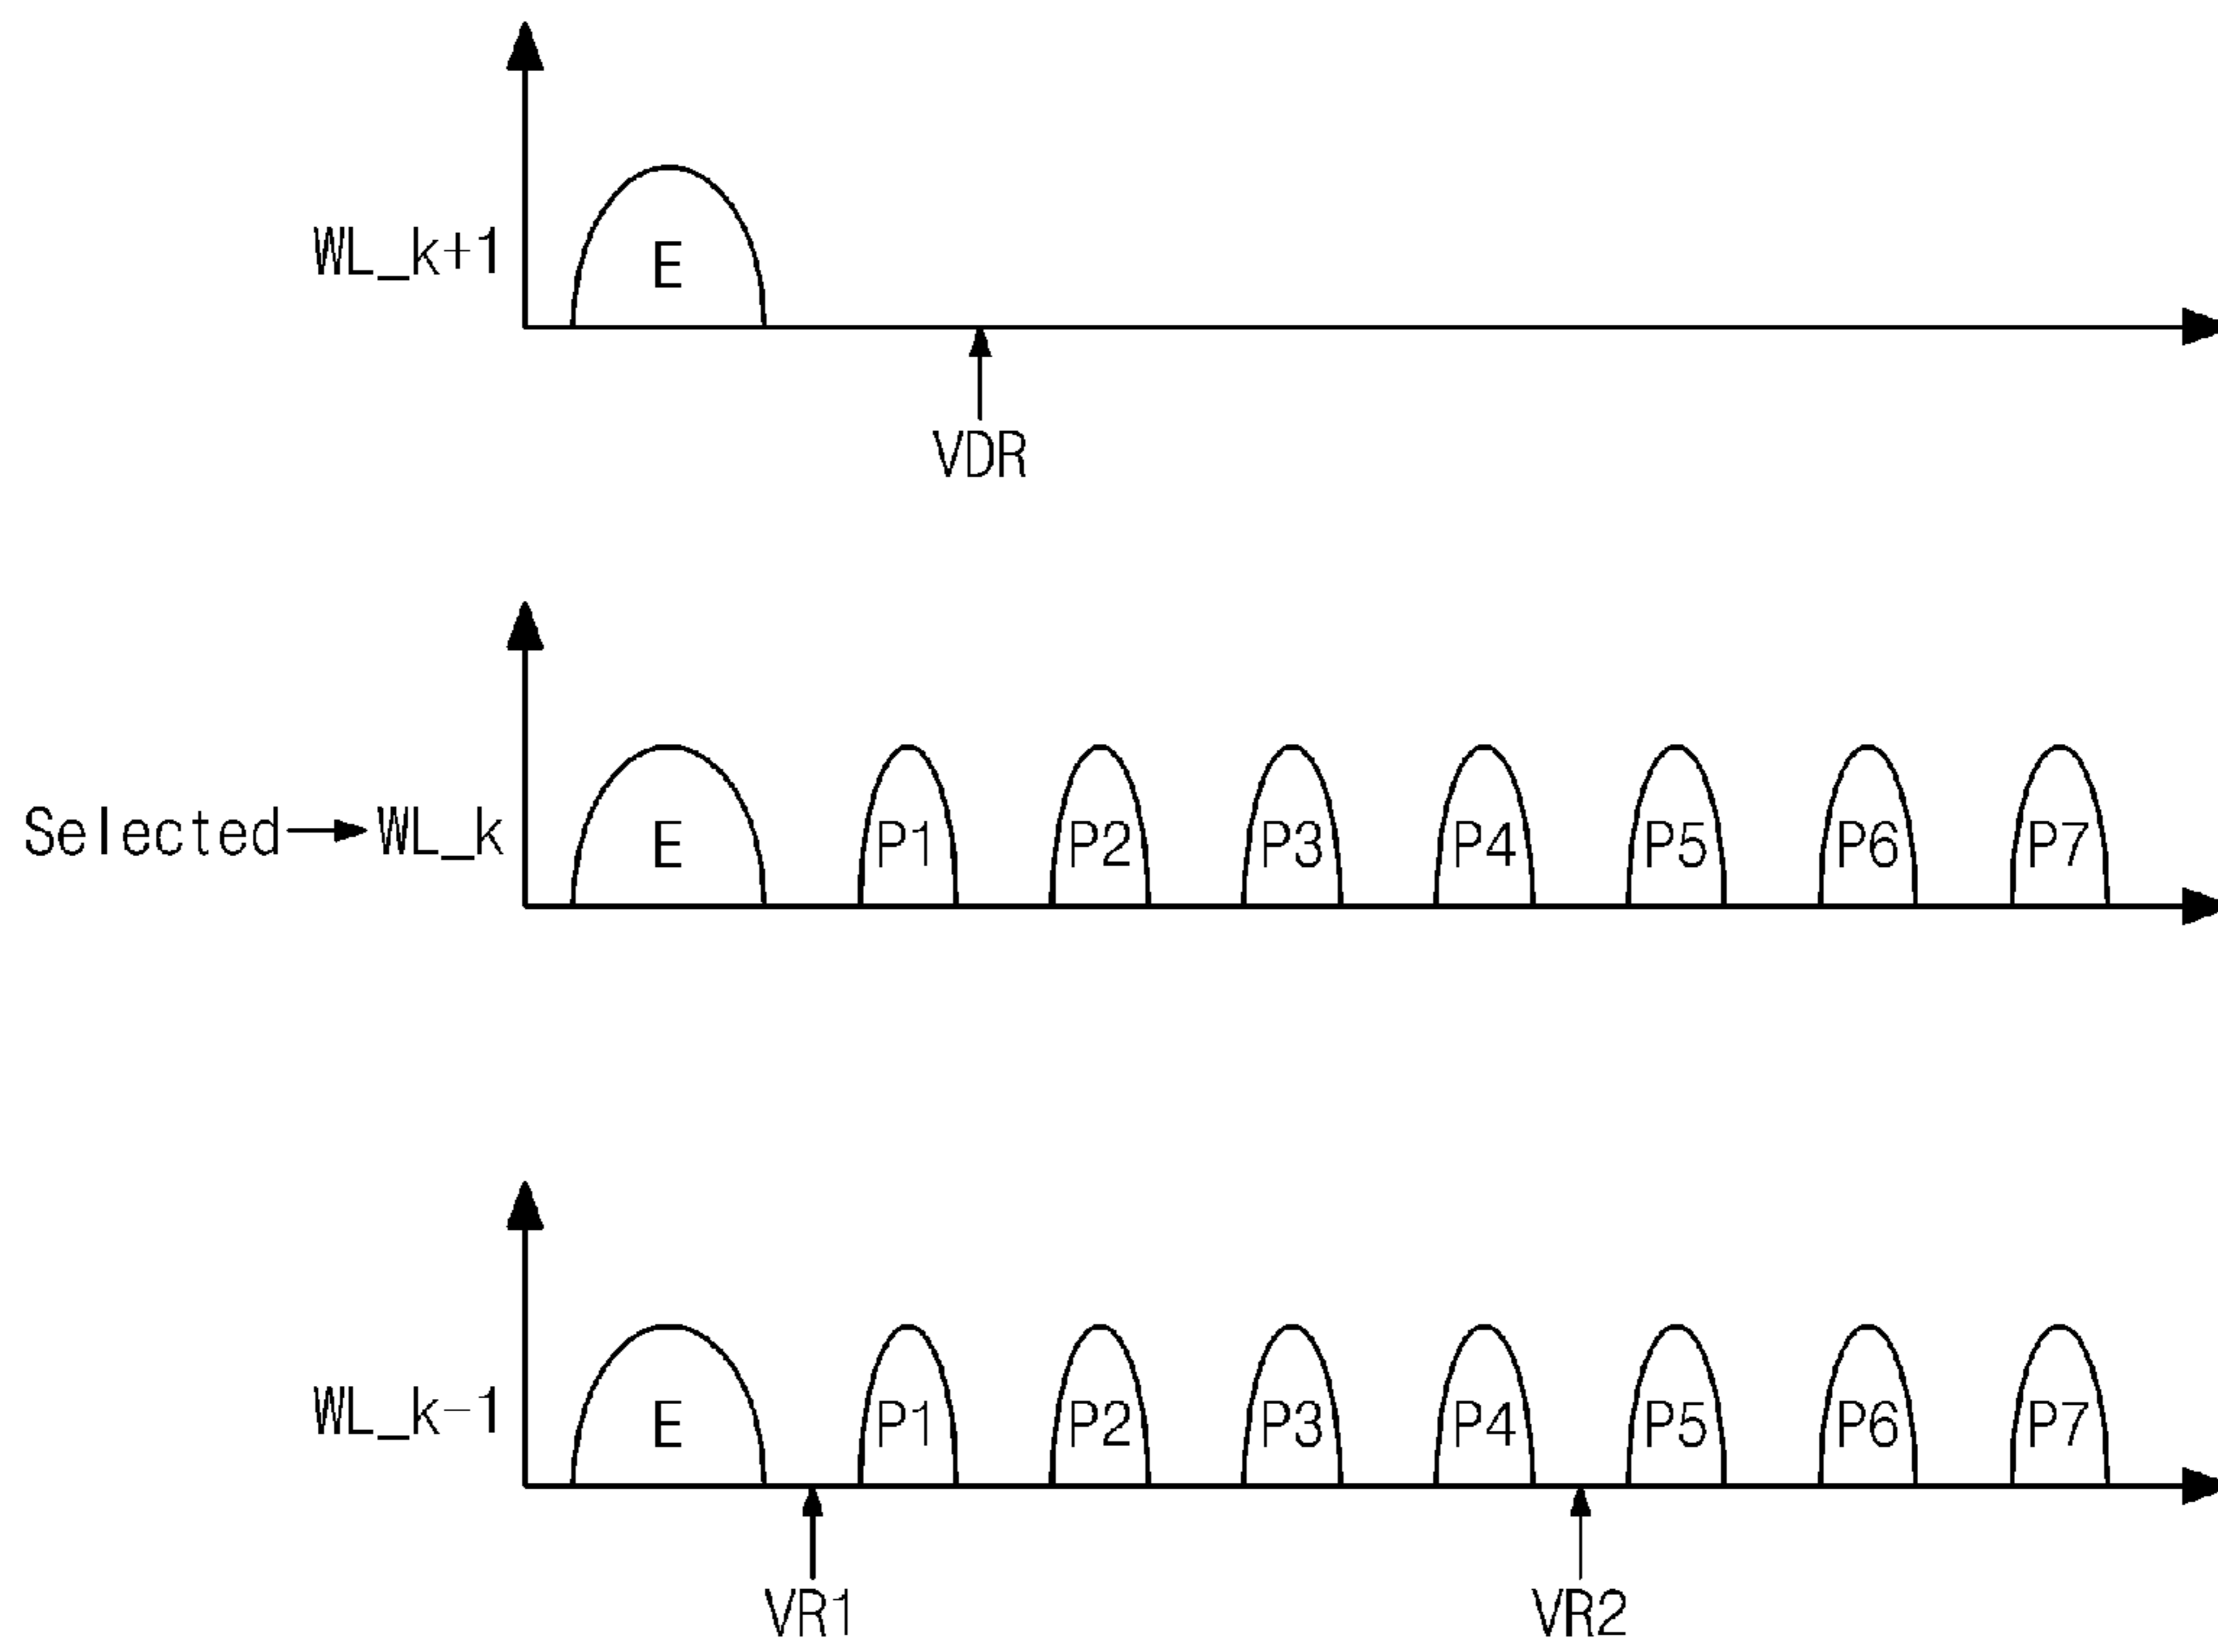 WL_k+1
E
VDR
Selected WL_k
E P1 P2 P3 P4 P5 P6 P7
WL_k-1
E P1 P2 P3 P4 P5 P6 P7
VR1 VR2